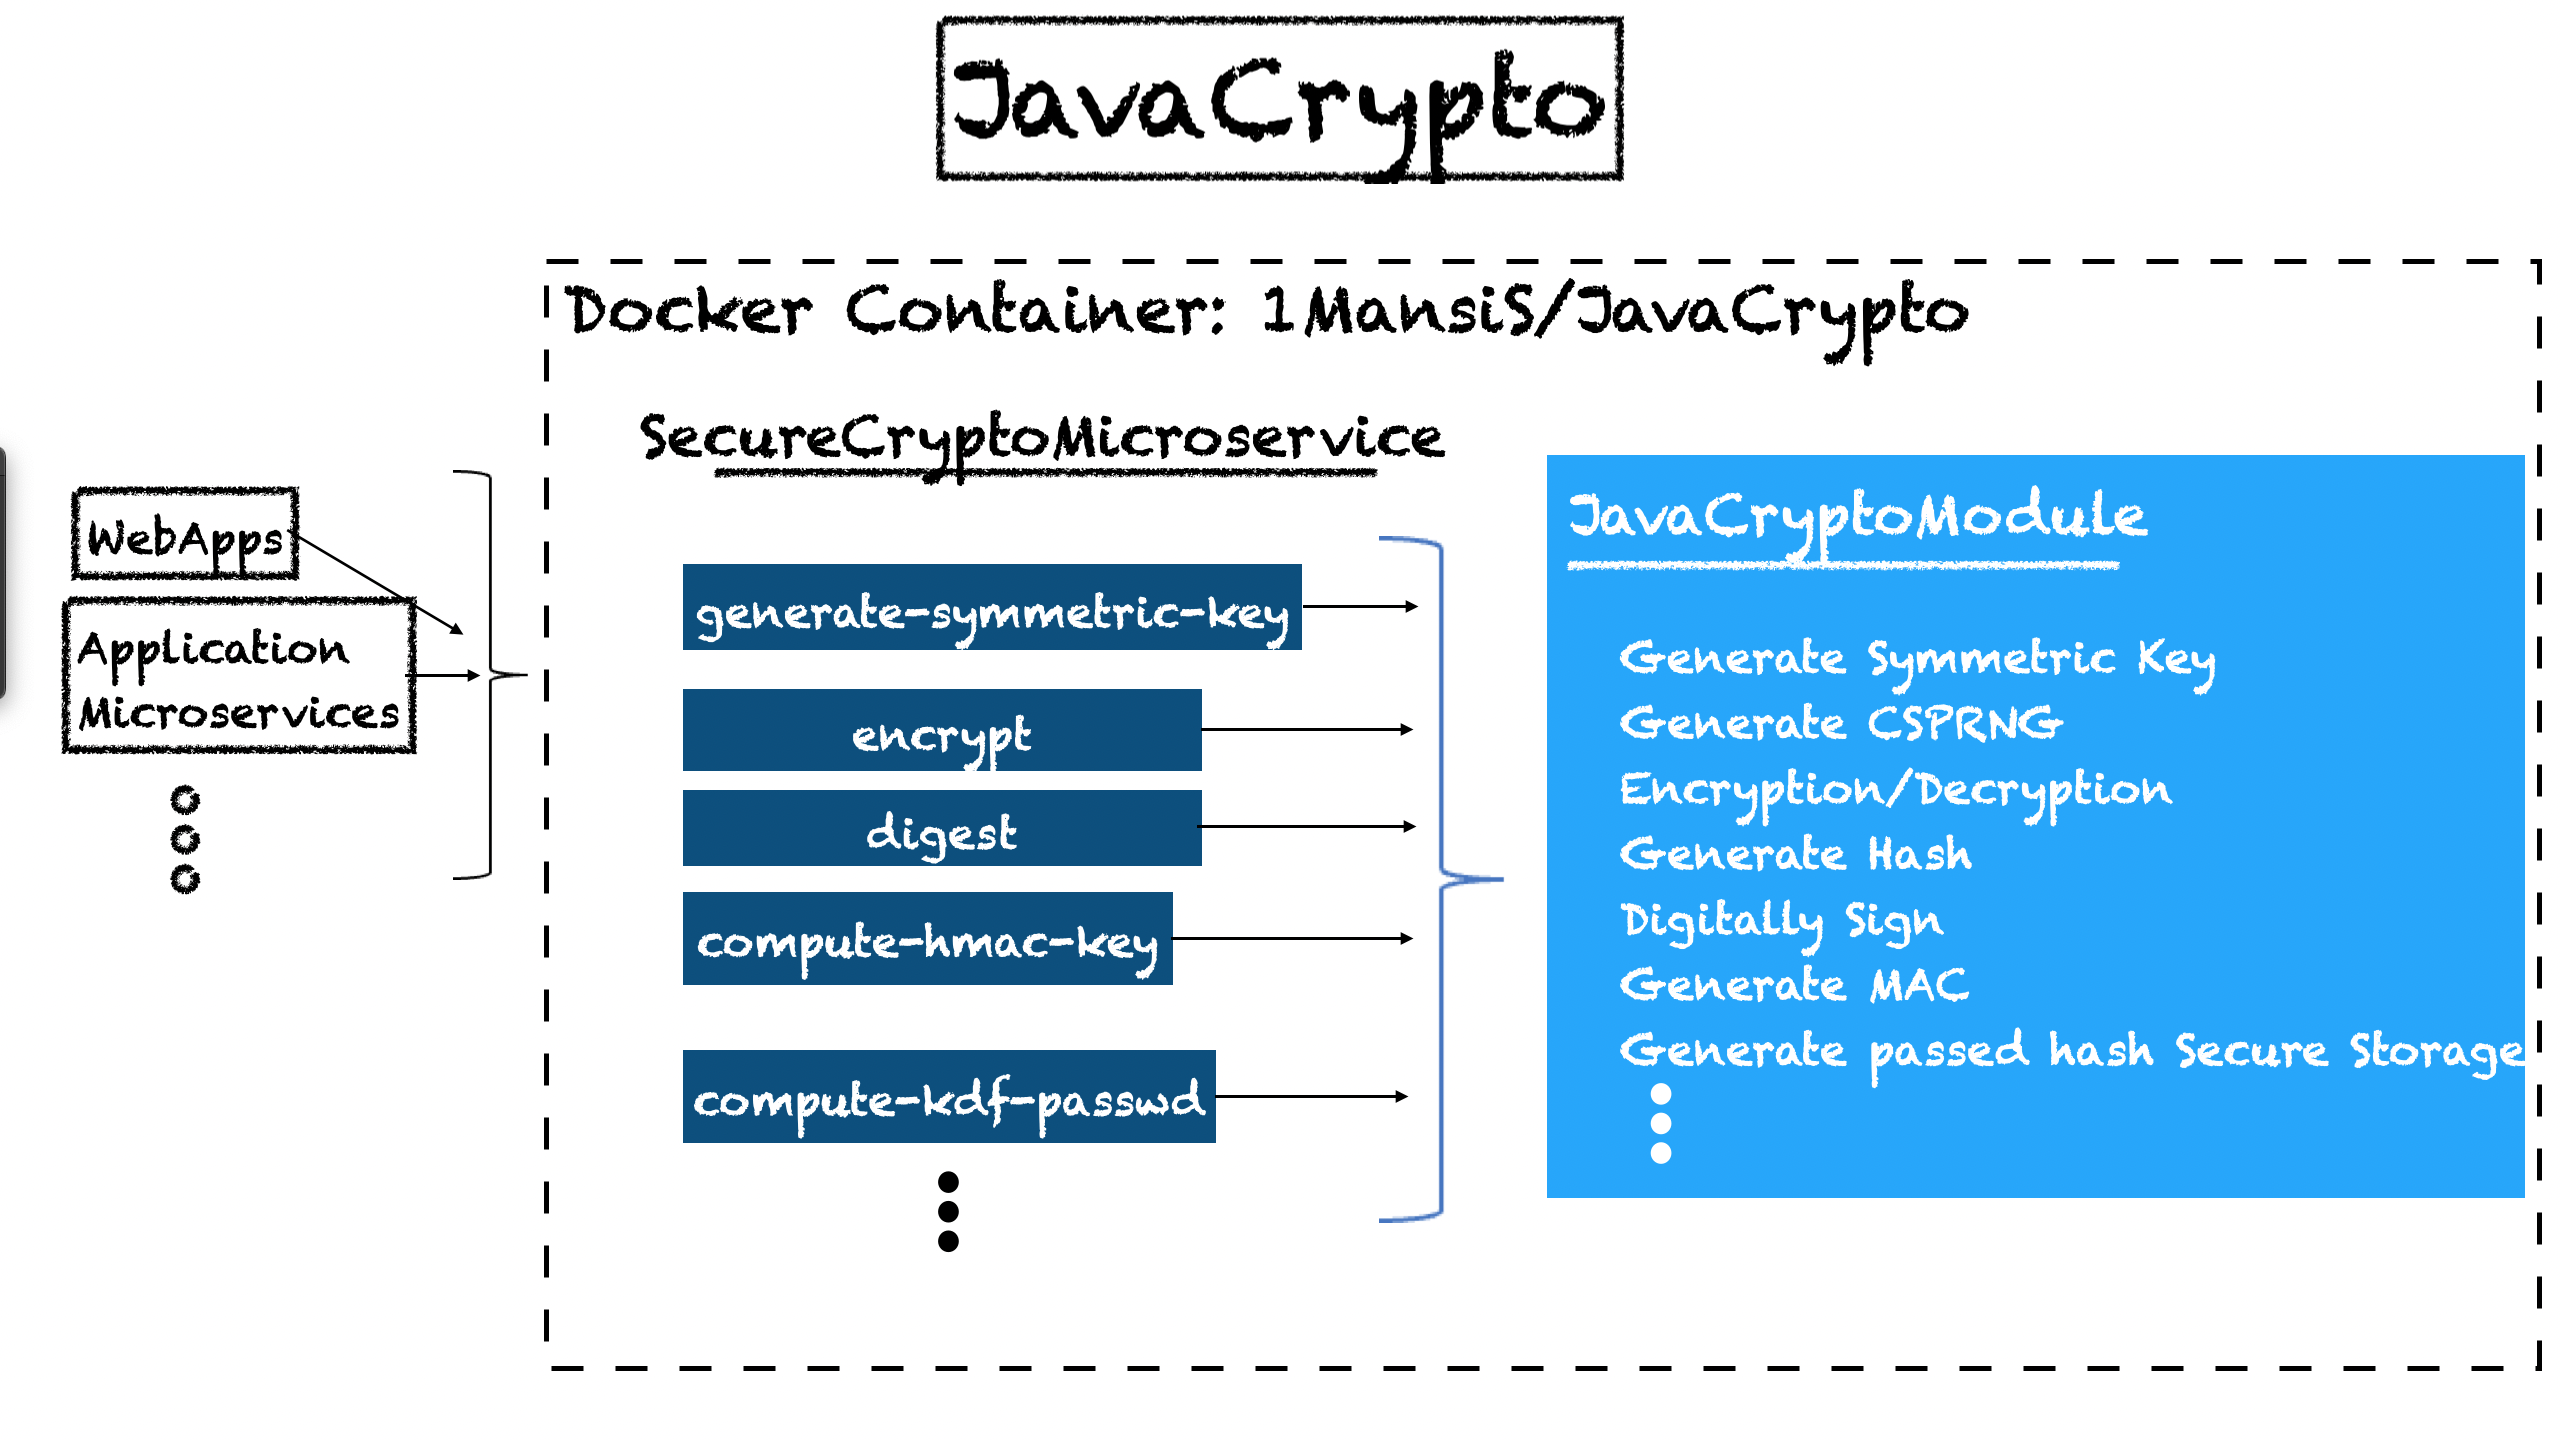 JavaCrypto
Docker Container: 1MansiS/JavaCrypto
SecureCryptoMicroservice
WebApps
Application
Microservices
generate-symmetric-key
encrypt
digest
compute-hmac-key
compute-kdf-passwd
JavaCryptoModule
Generate Symmetric Key
Generate CSPRNG
Encryption/Decryption
Generate Hash
Digitally Sign
Generate MAC
Generate passed hash Secure Storage